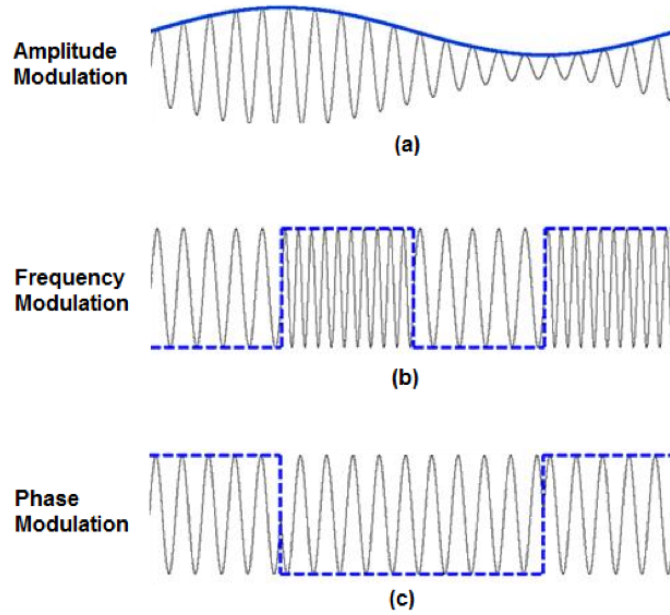 Amplitude
Modulation
(a)
Frequency
Modulation
(b)
Phase
Modulation
(c)